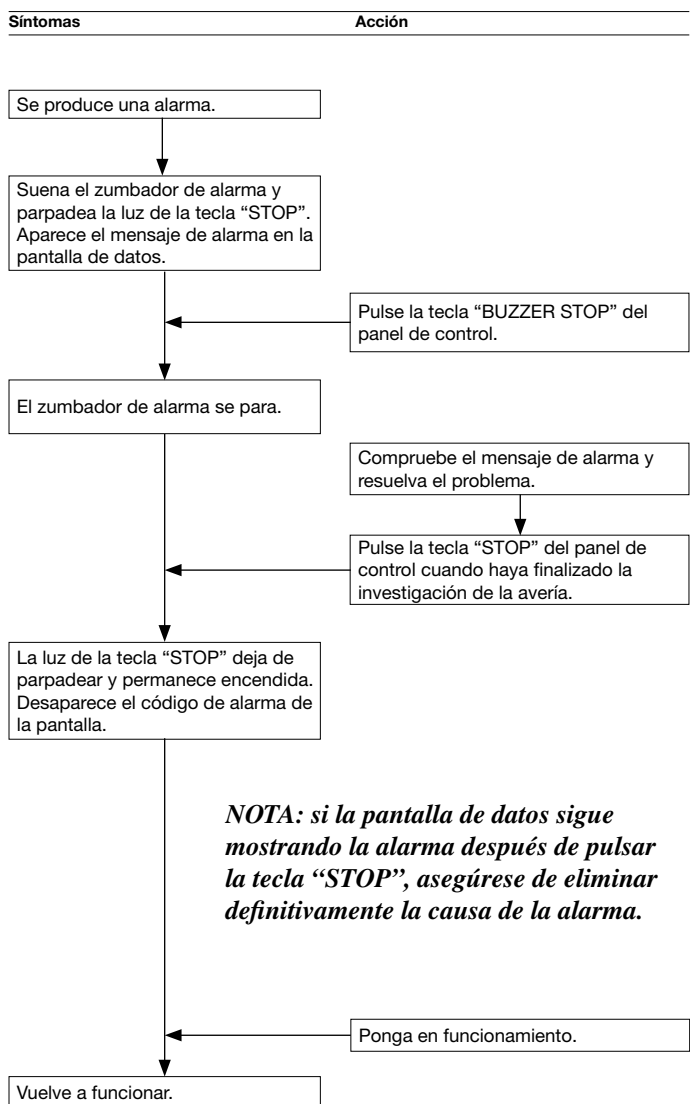 Síntomas Acción
Se produce una alarma.
Suena el zumbador de alarma y
parpadea la luz de la tecla “STOP”.
Aparece el mensaje de alarma en la
pantalla de datos.
Pulse la tecla “BUZZER STOP” del
panel de control.
El zumbador de alarma se para.
Compruebe el mensaje de alarma y
resuelva el problema.
Pulse la tecla “STOP” del panel de
control cuando haya finalizado la
investigación de la avería.
La luz de la tecla “STOP” deja de
parpadear y permanece encendida.
Desaparece el código de alarma de
la pantalla.
NOTA: si la pantalla de datos sigue
mostrando la alarma después de pulsar
la tecla “STOP”, asegúrese de eliminar
definitivamente la causa de la alarma.
Ponga en funcionamiento.
Vuelve a funcionar.